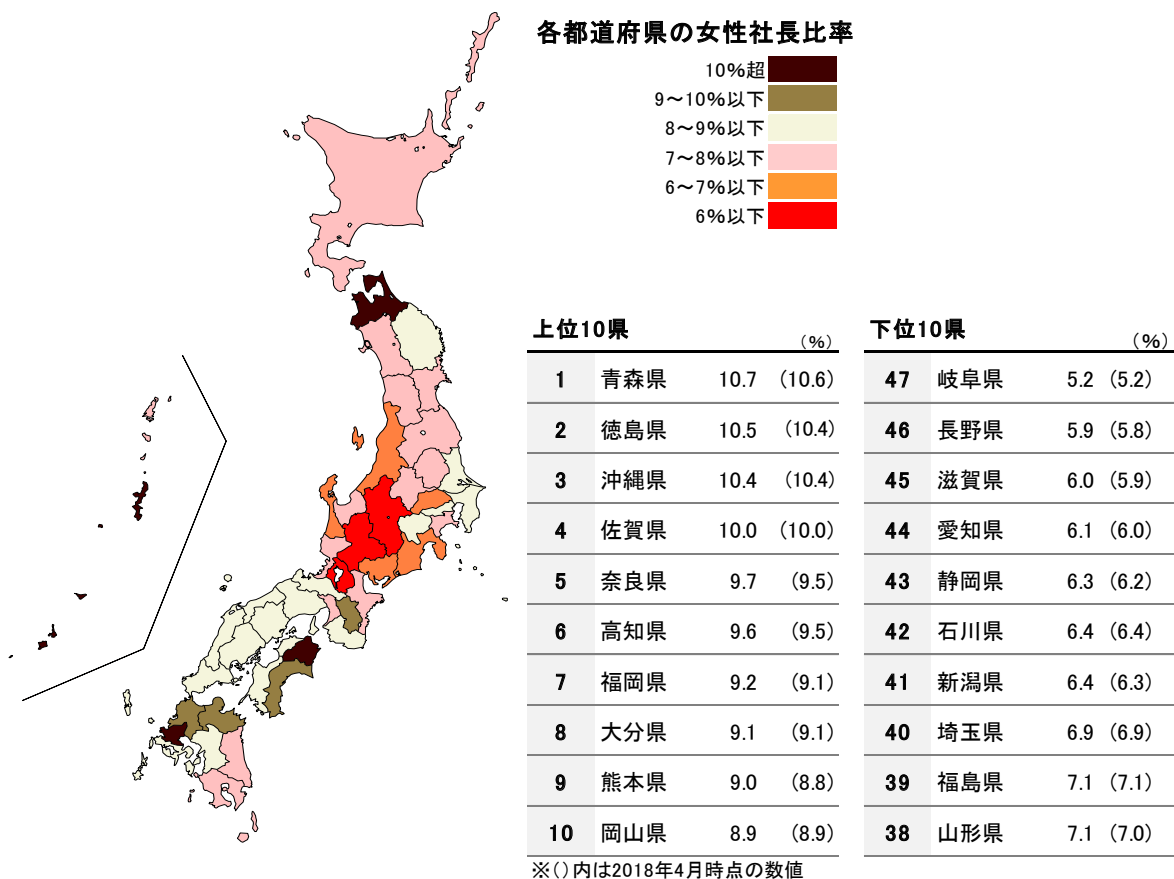 各都道府県の女性社長比率
10%超
9～10%以下
8～9%以下
7～8%以下
6～7%以下
6%以下
上位10県 (%)
1 青森県 10.7 (10.6)
2 徳島県 10.5 (10.4)
3 沖縄県 10.4 (10.4)
4 佐賀県 10.0 (10.0)
5 奈良県 9.7 (9.5)
6 高知県 9.6 (9.5)
7 福岡県 9.2 (9.1)
8 大分県 9.1 (9.1)
9 熊本県 9.0 (8.8)
10 岡山県 8.9 (8.9)
※()内は2018年4月時点の数値
下位10県 (%)
47 岐阜県 5.2 (5.2)
46 長野県 5.9 (5.8)
45 滋賀県 6.0 (5.9)
44 愛知県 6.1 (6.0)
43 静岡県 6.3 (6.2)
42 石川県 6.4 (6.4)
41 新潟県 6.4 (6.3)
40 埼玉県 6.9 (6.9)
39 福島県 7.1 (7.1)
38 山形県 7.1 (7.0)